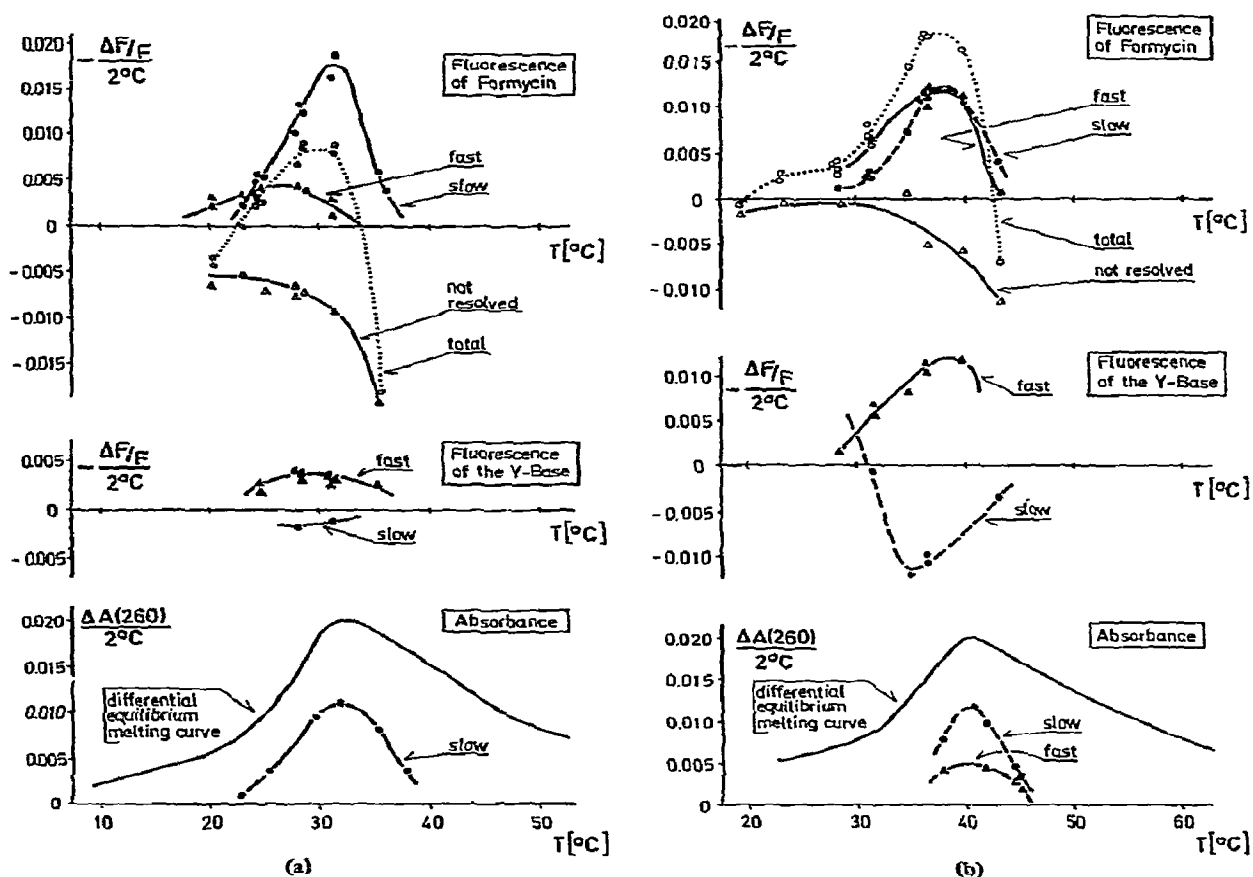 0.020
0.015
0.010
0.005
0
-0.005
-0.010
-0.015
- ΔF/F
2°C
Fluorescence
of Formycin
fast
slow
T[°C]
not
resolved
total
0.005
0
-0.005
- ΔF/F
2°C
Fluorescence
of the Y-Base
fast
slow
T[°C]
0.020
0.015
0.010
0.005
0
ΔA(260)
2°C
Absorbance
differential
equilibrium
melting curve
slow
10 20 30 40 50
T[°C]
(a)
0.020
0.015
0.010
0.005
0
-0.005
-0.010
- ΔF/F
2°C
Fluorescence
of Formycin
fast
slow
T[°C]
total
not resolved
0.010
0.005
0
-0.005
-0.010
- ΔF/F
2°C
Fluorescence
of the Y-Base
fast
T[°C]
slow
0.020
0.015
0.010
0.005
0
ΔA(260)
2°C
Absorbance
differential
equilibrium
melting curve
slow
fast
20 30 40 50 60
T[°C]
(b)